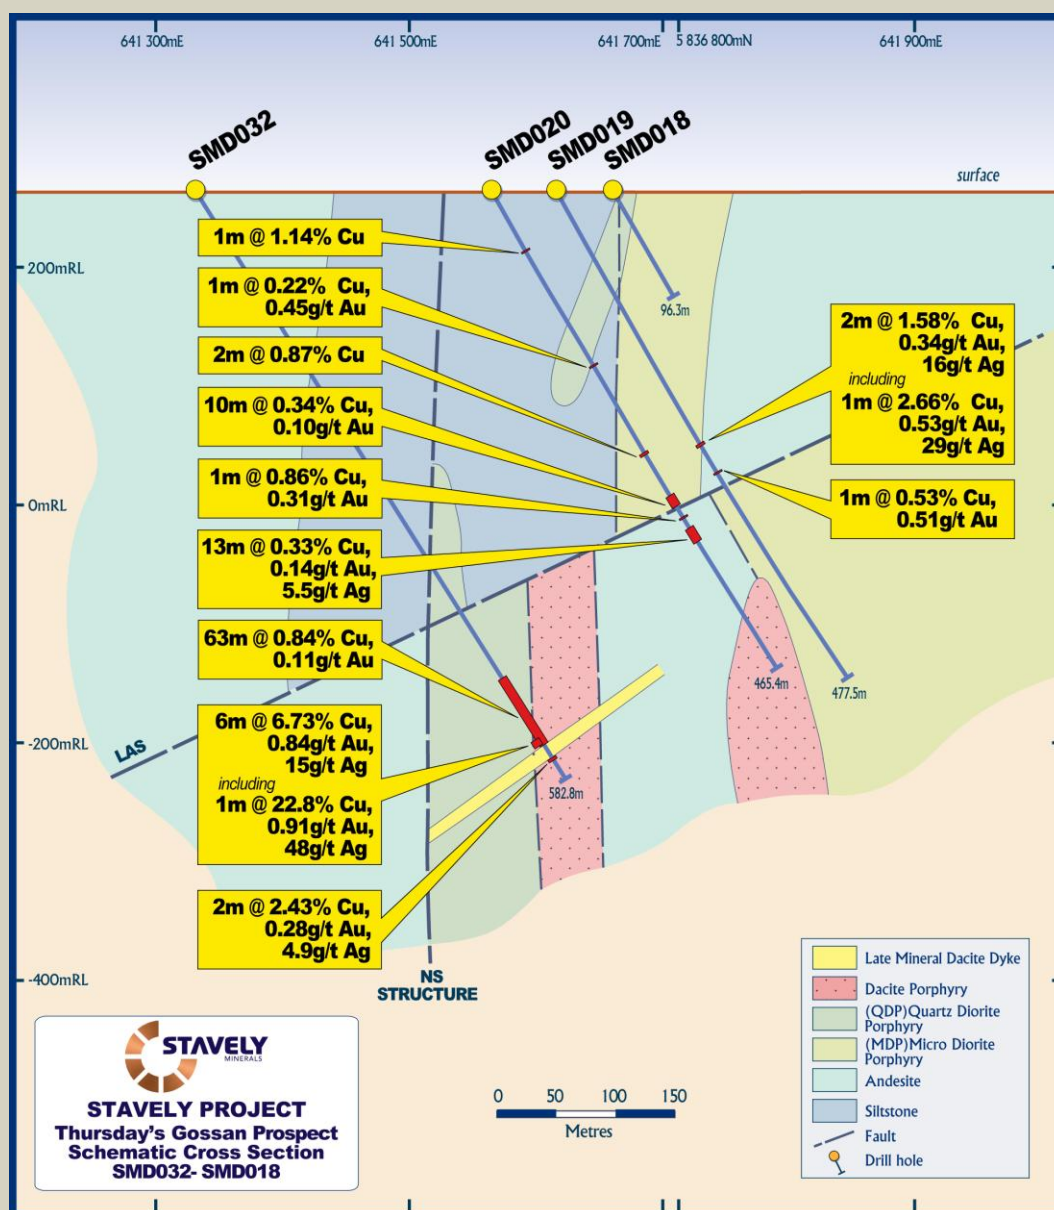 641 300mE
641 500mE
641 700mE
5 836 800mN
641 900mE
SMD032
SMD020
SMD019
SMD018
surface
200mRL
0mRL
-200mRL
-400mRL
1m @ 1.14% Cu
1m @ 0.22% Cu,
0.45g/t Au
2m @ 0.87% Cu
10m @ 0.34% Cu,
0.10g/t Au
1m @ 0.86% Cu,
0.31g/t Au
13m @ 0.33% Cu,
0.14g/t Au,
5.5g/t Ag
63m @ 0.84% Cu,
0.11g/t Au
6m @ 6.73% Cu,
0.84g/t Au,
15g/t Ag
including
1m @ 22.8% Cu,
0.91g/t Au,
48g/t Ag
2m @ 2.43% Cu,
0.28g/t Au,
4.9g/t Ag
2m @ 1.58% Cu,
0.34g/t Au,
16g/t Ag
including
1m @ 2.66% Cu,
0.53g/t Au,
29g/t Ag
1m @ 0.53% Cu,
0.51g/t Au
96.3m
465.4m
477.5m
582.8m
LAS
NS
STRUCTURE
STAVELY
MINERALS
STAVELY PROJECT
Thursday's Gossan Prospect
Schematic Cross Section
SMD032- SMD018
0 50 100 150
Metres
Late Mineral Dacite Dyke
Dacite Porphyry
(QDP)Quartz Diorite
Porphyry
(MDP)Micro Diorite
Porphyry
Andesite
Siltstone
Fault
Drill hole